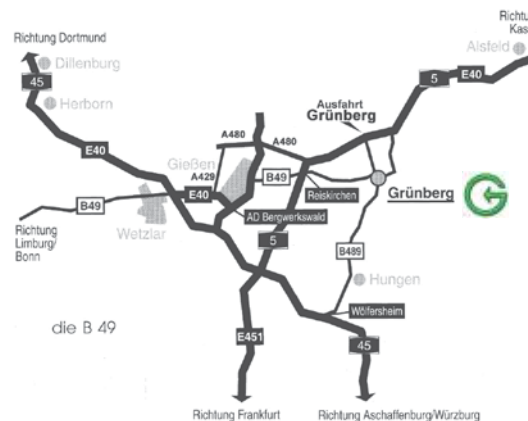 Richtung Dortmund
Dillenburg
45
Herborn
E40
Richtung
Alsfeld
5
E40
Ausfahrt
Grünberg
A480
A480
Gießen
A429
E40
B49
Reiskirchen
Grünberg
G
B49
Wetzlar
AD Bergwerkswald
Richtung
Limburg/
Bonn
5
B489
Hungen
Wölfersheim
die B 49
E451
45
Richtung Frankfurt
Richtung Aschaffenburg/Würzburg